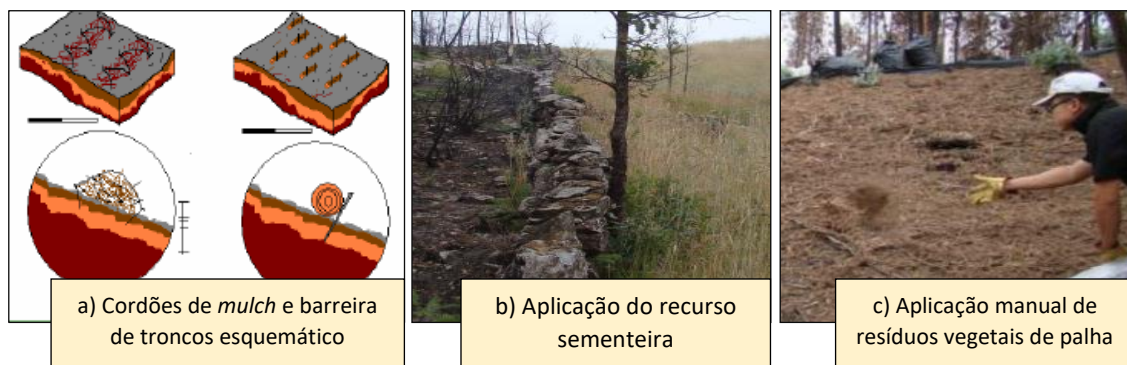 a) Cordões de mulch e barreira
de troncos esquemático
b) Aplicação do recurso
sementeira
c) Aplicação manual de
resíduos vegetais de palha